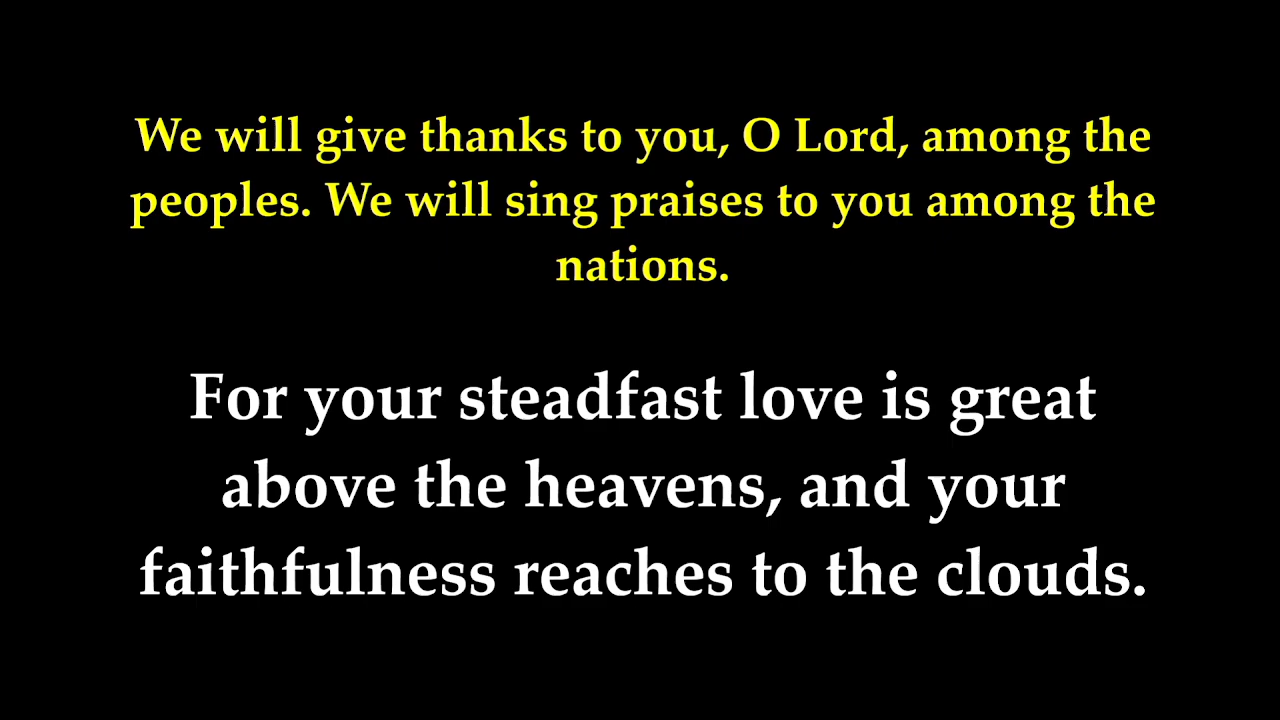 We will give thanks to you, O Lord, among the
peoples. We will sing praises to you among the
nations.
For your steadfast love is great
above the heavens, and your
faithfulness reaches to the clouds.